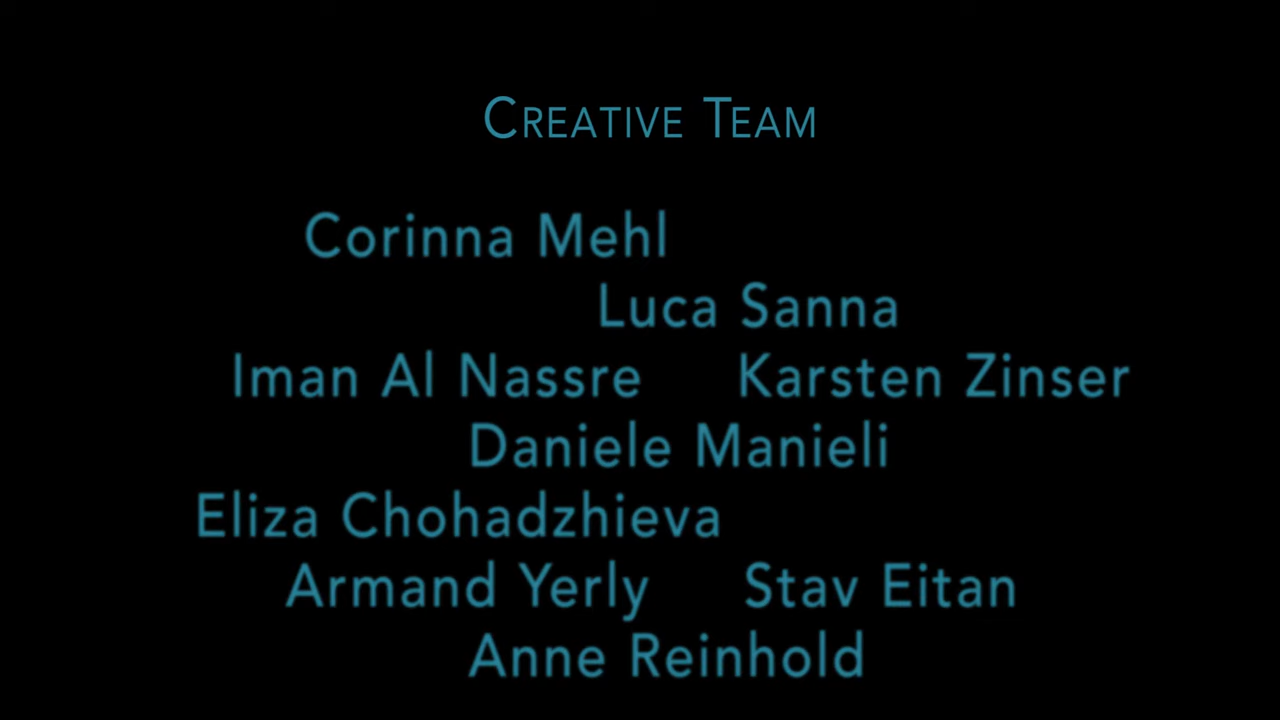 Creative Team
Corinna Mehl
Luca Sanna
Iman Al Nassre Karsten Zinser
Daniele Manieli
Eliza Chohadzhieva
Armand Yerly Stav Eitan
Anne Reinhold